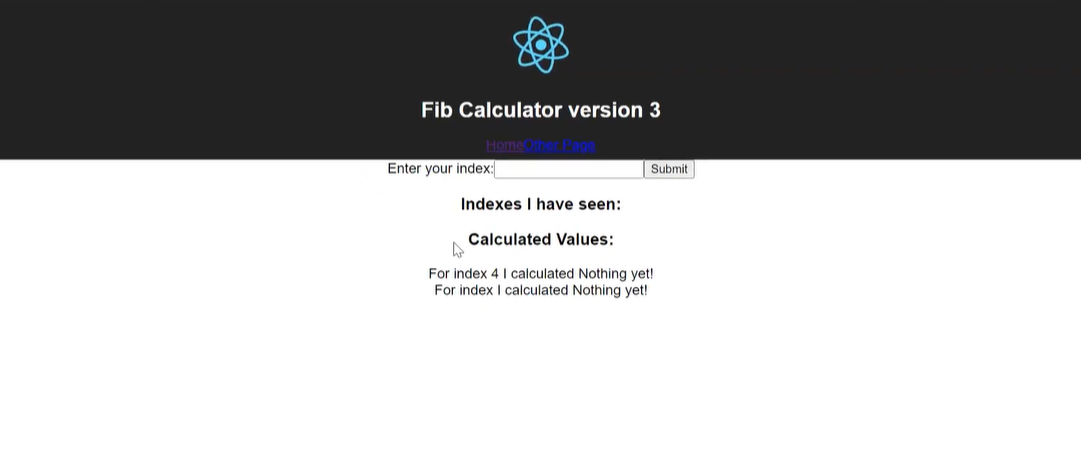 Fib Calculator version 3
HomeOther Page
Enter your index: Submit
Indexes I have seen:
Calculated Values:
For index 4 I calculated Nothing yet!
For index I calculated Nothing yet!